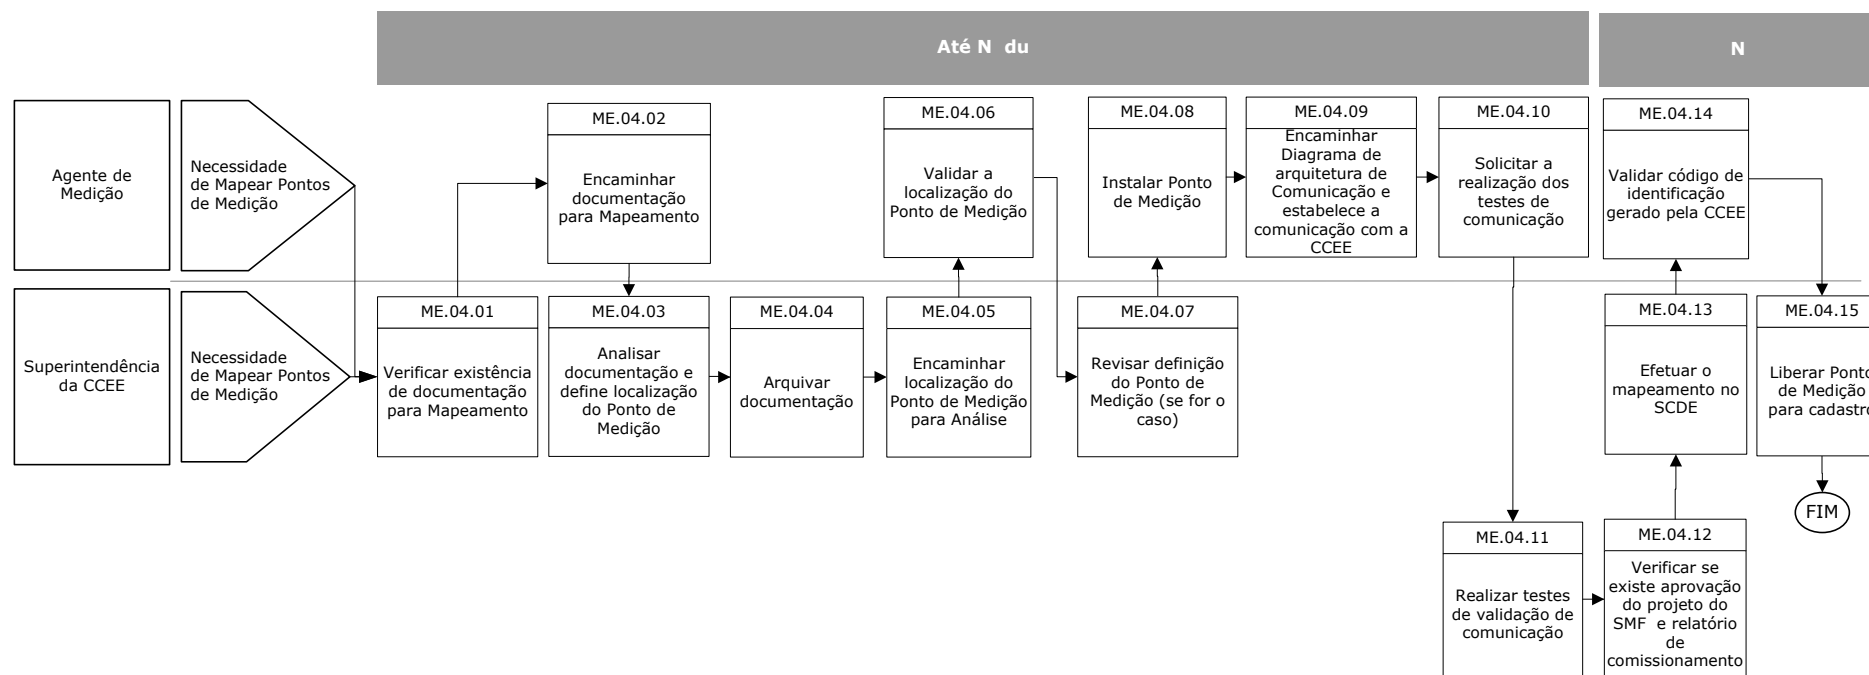 Até N  du
N
Agente de
Medição
Necessidade
de Mapear Pontos
de Medição
ME.04.02
Encaminhar
documentação
para Mapeamento
ME.04.06
Validar a
localização do
Ponto de Medição
ME.04.08
Instalar Ponto
de Medição
ME.04.09
Encaminhar
Diagrama de
arquitetura de
Comunicação e
estabelece a
comunicação com a
CCEE
ME.04.10
Solicitar a
realização dos
testes de
comunicação
ME.04.14
Validar código de
identificação
gerado pela CCEE
Superintendência
da CCEE
Necessidade
de Mapear Pontos
de Medição
ME.04.01
Verificar existência
de documentação
para Mapeamento
ME.04.03
Analisar
documentação e
define localização
do Ponto de
Medição
ME.04.04
Arquivar
documentação
ME.04.05
Encaminhar
localização do
Ponto de Medição
para Análise
ME.04.07
Revisar definição
do Ponto de
Medição (se for o
caso)
ME.04.13
Efetuar o
mapeamento no
SCDE
ME.04.15
Liberar Ponto
de Medição
para cadastro
FIM
ME.04.11
Realizar testes
de validação de
comunicação
ME.04.12
Verificar se
existe aprovação
do projeto do
SMF  e relatório
de
comissionamento